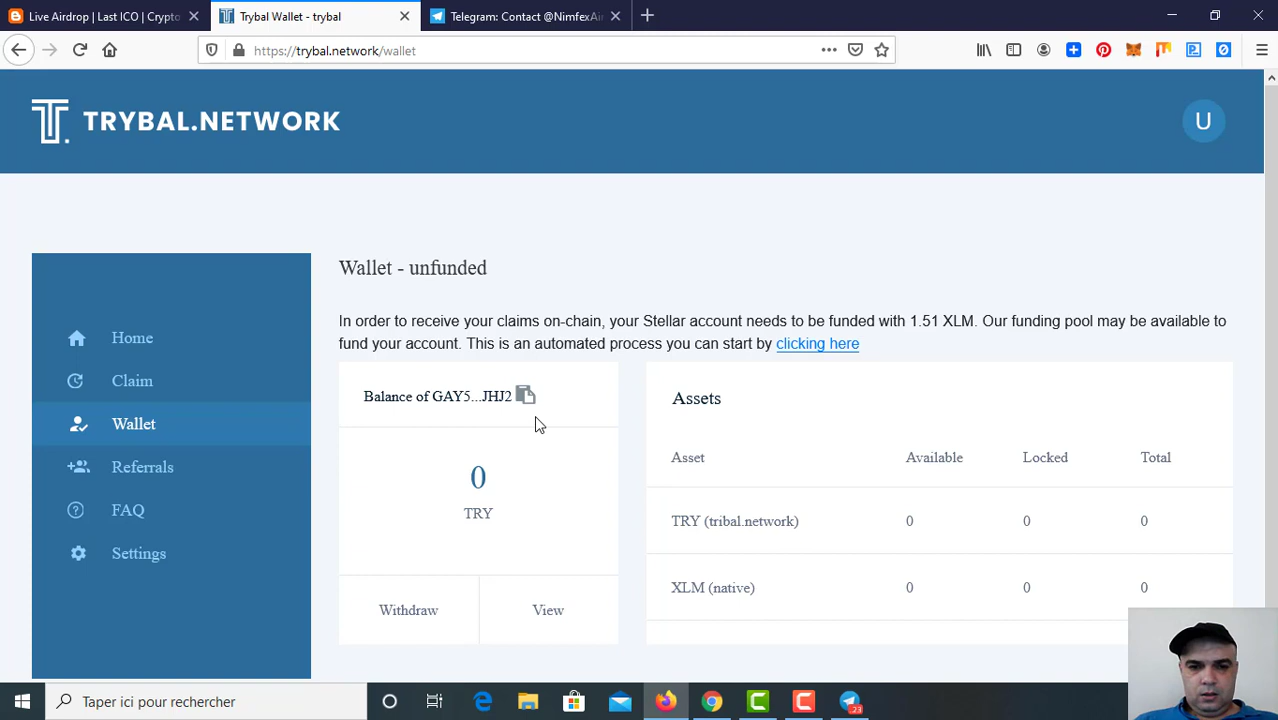 Live Airdrop | Last ICO | Crypto
Trybal Wallet - trybal
Telegram: Contact @NimfexAir
https://trybal.network/wallet
TRYBAL.NETWORK
U
Home
Claim
Wallet
Referrals
FAQ
Settings
Wallet - unfunded
In order to receive your claims on-chain, your Stellar account needs to be funded with 1.51 XLM. Our funding pool may be available to
fund your account. This is an automated process you can start by clicking here
Balance of GAY5...JHJ2
0
TRY
Withdraw View
Assets
Asset Available Locked Total
TRY (tribal.network) 0 0 0
XLM (native) 0 0 0
Taper ici pour rechercher
23